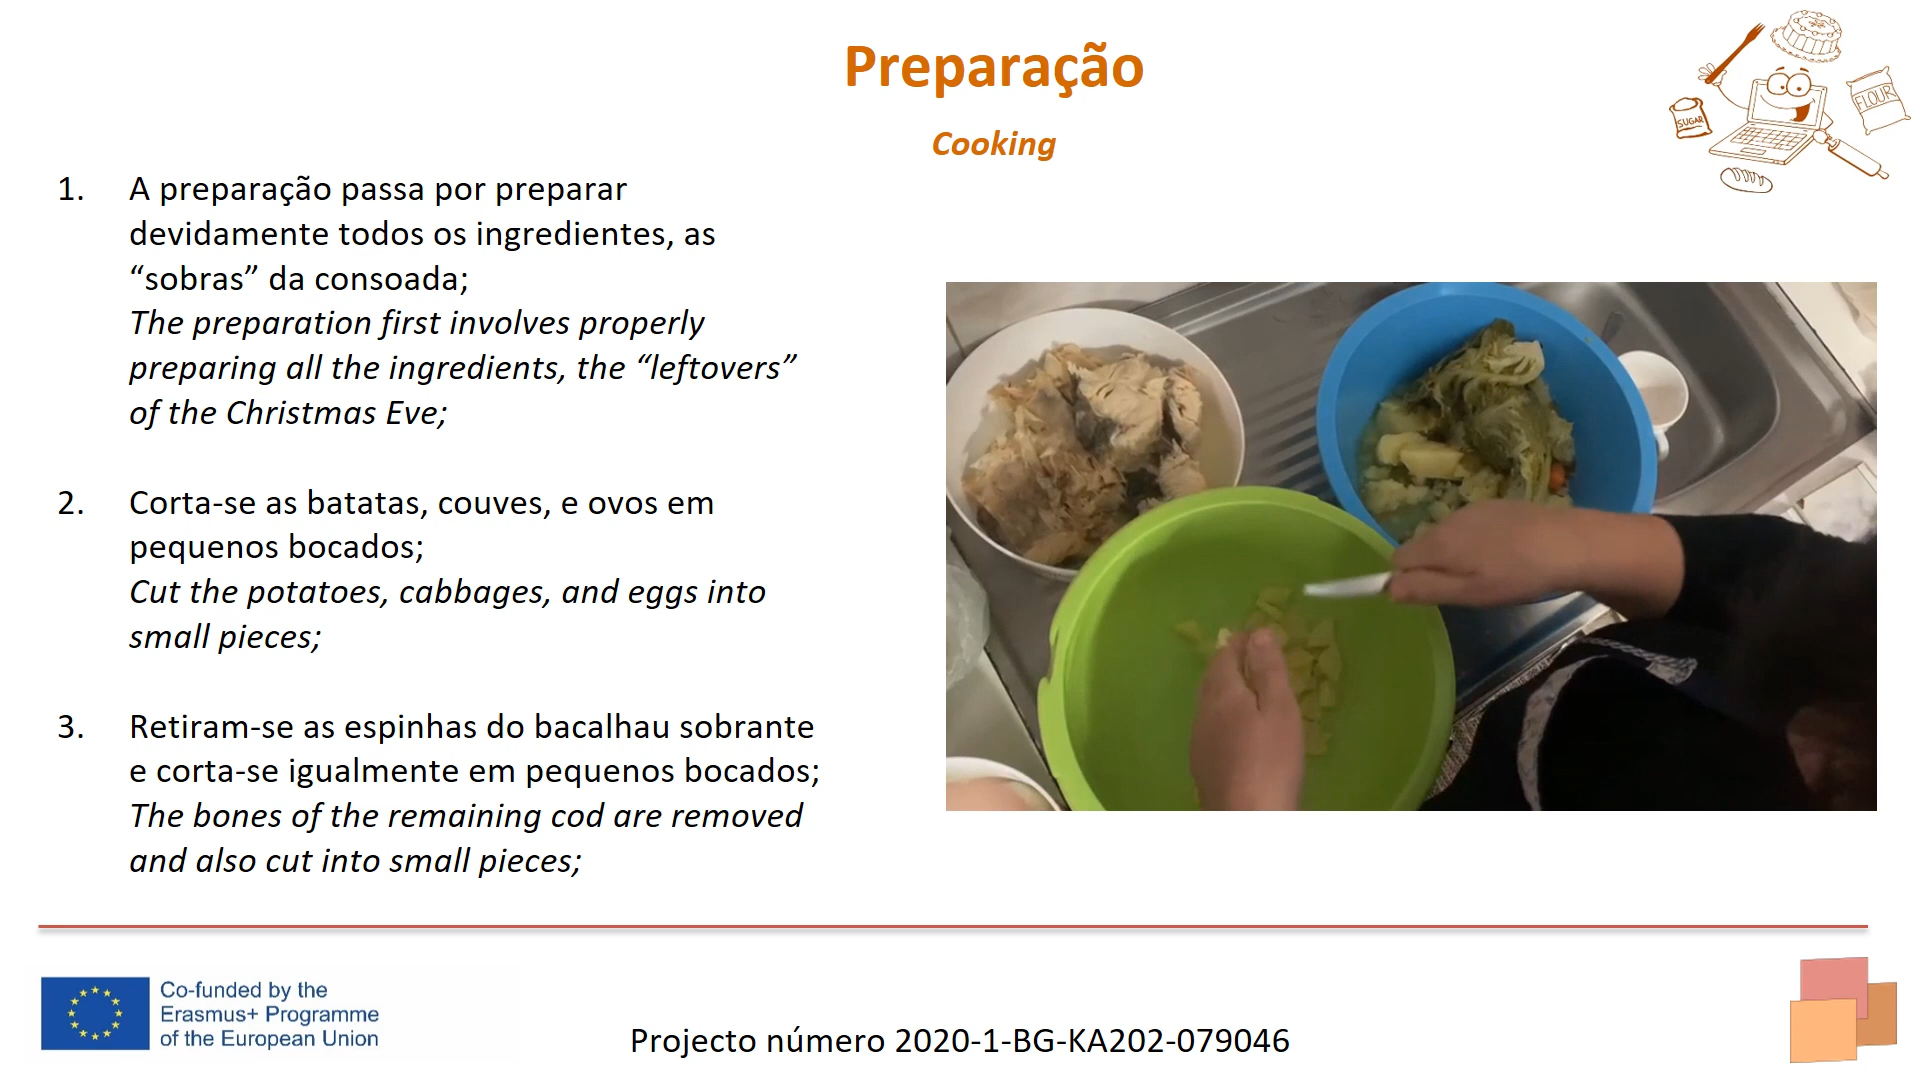 Preparação
Cooking
SUGAR
FLOUR
1. A preparação passa por preparar
devidamente todos os ingredientes, as
“sobras” da consoada;
The preparation first involves properly
preparing all the ingredients, the “leftovers”
of the Christmas Eve;
2. Corta-se as batatas, couves, e ovos em
pequenos bocados;
Cut the potatoes, cabbages, and eggs into
small pieces;
3. Retiram-se as espinhas do bacalhau sobrante
e corta-se igualmente em pequenos bocados;
The bones of the remaining cod are removed
and also cut into small pieces;
Co-funded by the
Erasmus+ Programme
of the European Union
Projecto número 2020-1-BG-KA202-079046